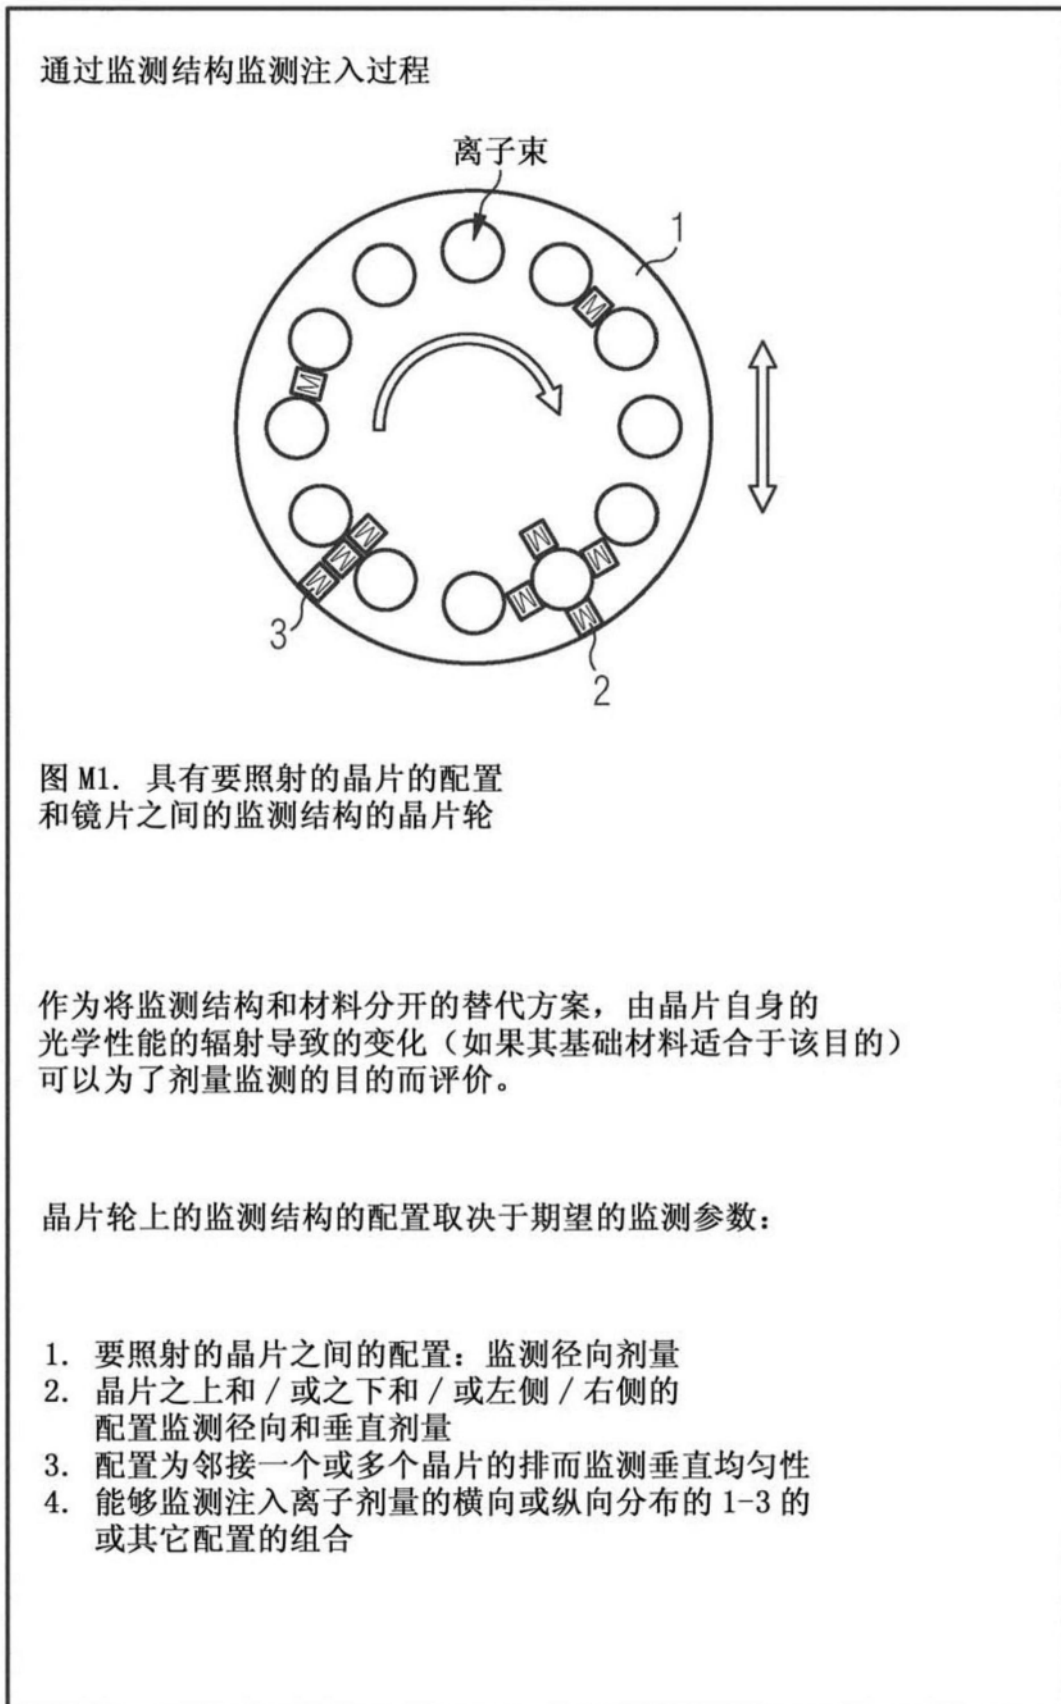 通过监测结构监测注入过程
离子束
1
M
M
M
M
M
M
M
M
M
3
2
图 M1. 具有要照射的晶片的配置
和镜片之间的监测结构的晶片轮
作为将监测结构和材料分开的替代方案，由晶片自身的
光学性能的辐射导致的变化（如果其基础材料适合于该目的）
可以为了剂量监测的目的而评价。
晶片轮上的监测结构的配置取决于期望的监测参数：
1. 要照射的晶片之间的配置：监测径向剂量
2. 晶片之上和 / 或之下和 / 或左侧 / 右侧的
配置监测径向和垂直剂量
3. 配置为邻接一个或多个晶片的排而监测垂直均匀性
4. 能够监测注入离子剂量的横向或纵向分布的 1-3 的
或其它配置的组合